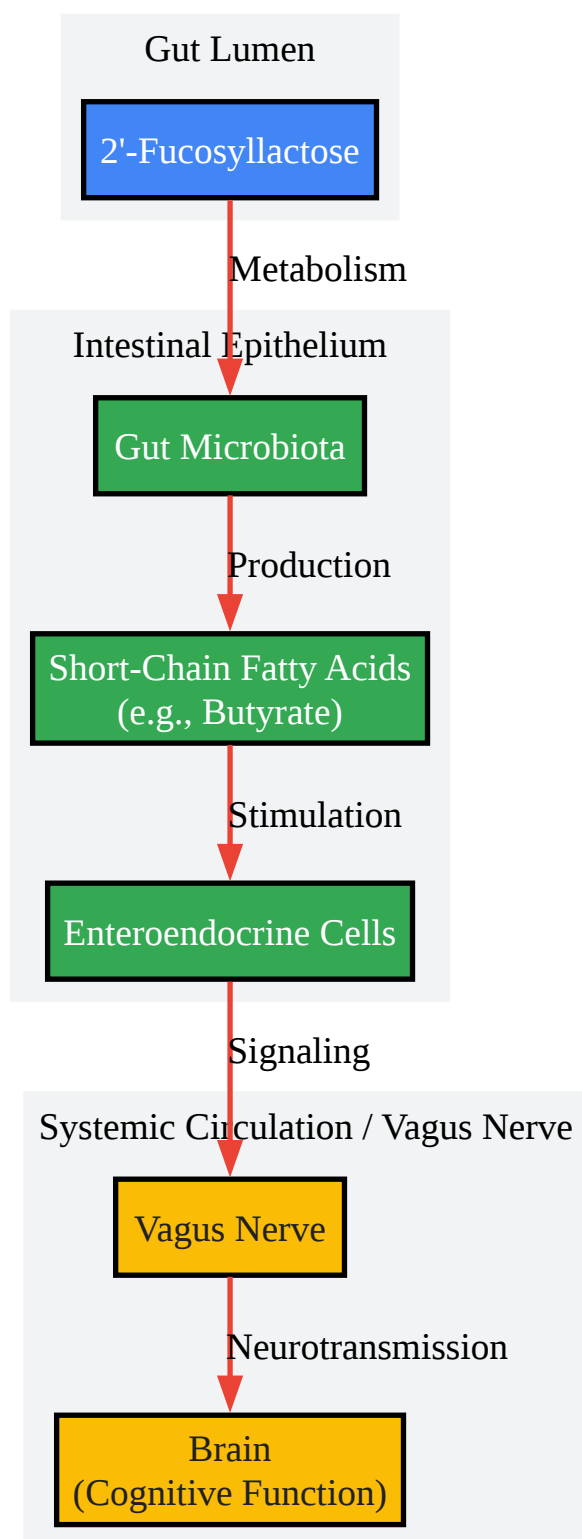 Gut Lumen
2'-Fucosyllactose
Metabolism
Intestinal Epithelium
Gut Microbiota
Production
Short-Chain Fatty Acids
(e.g., Butyrate)
Stimulation
Enteroendocrine Cells
Signaling
Systemic Circulation / Vagus Nerve
Vagus Nerve
Neurotransmission
Brain
(Cognitive Function)